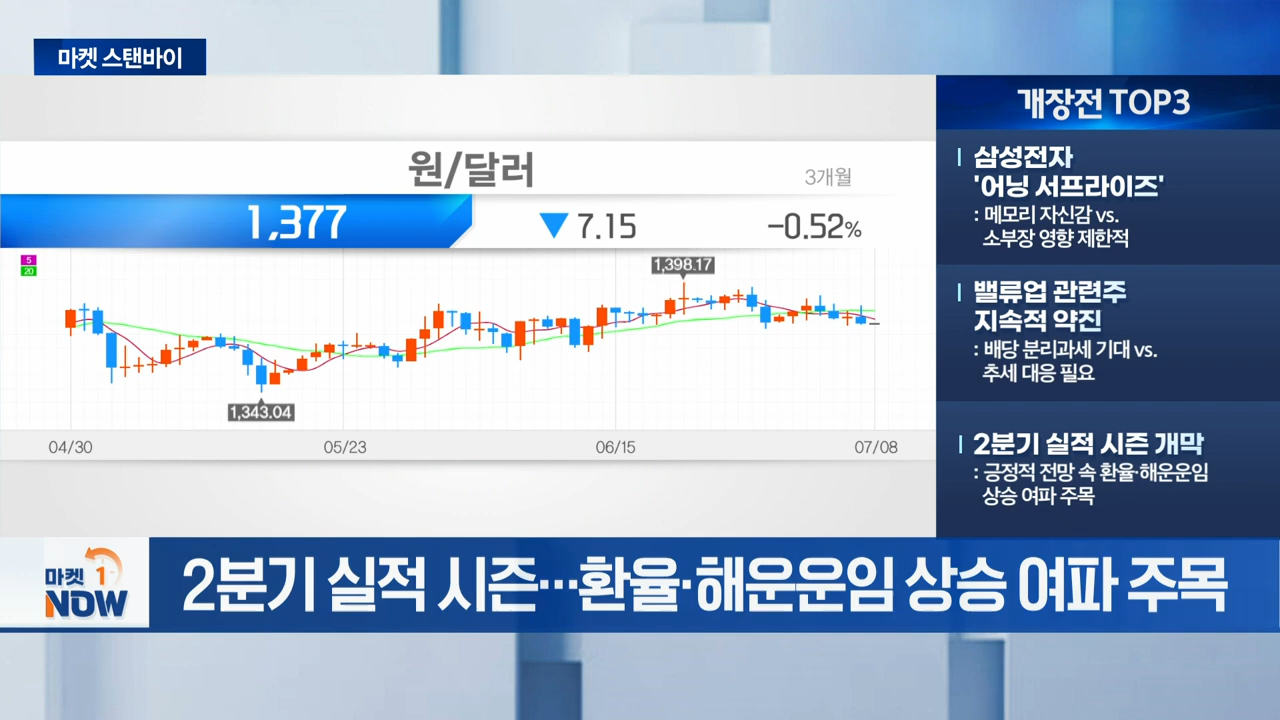 마켓 스탠바이
원/달러
3개월
1,377
▼ 7.15
-0.52%
5
20
1,398.17
1,343.04
04/30
05/23
06/15
07/08
개장전 TOP3
삼성전자
'어닝 서프라이즈'
: 메모리 자신감 vs.
소부장 영향 제한적
밸류업 관련주
지속적 약진
: 배당 분리과세 기대 vs.
추세 대응 필요
2분기 실적 시즌 개막
: 긍정적 전망 속 환율·해운운임
상승 여파 주목
마켓 1
NOW
2분기 실적 시즌…환율·해운운임 상승 여파 주목